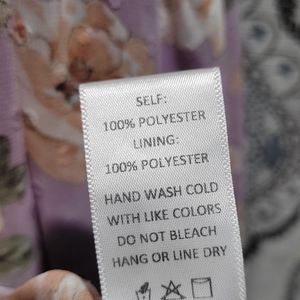 SELF:
100% POLYESTER
LINING:
100% POLYESTER
HAND WASH COLD
WITH LIKE COLORS
DO NOT BLEACH
HANG OR LINE DRY